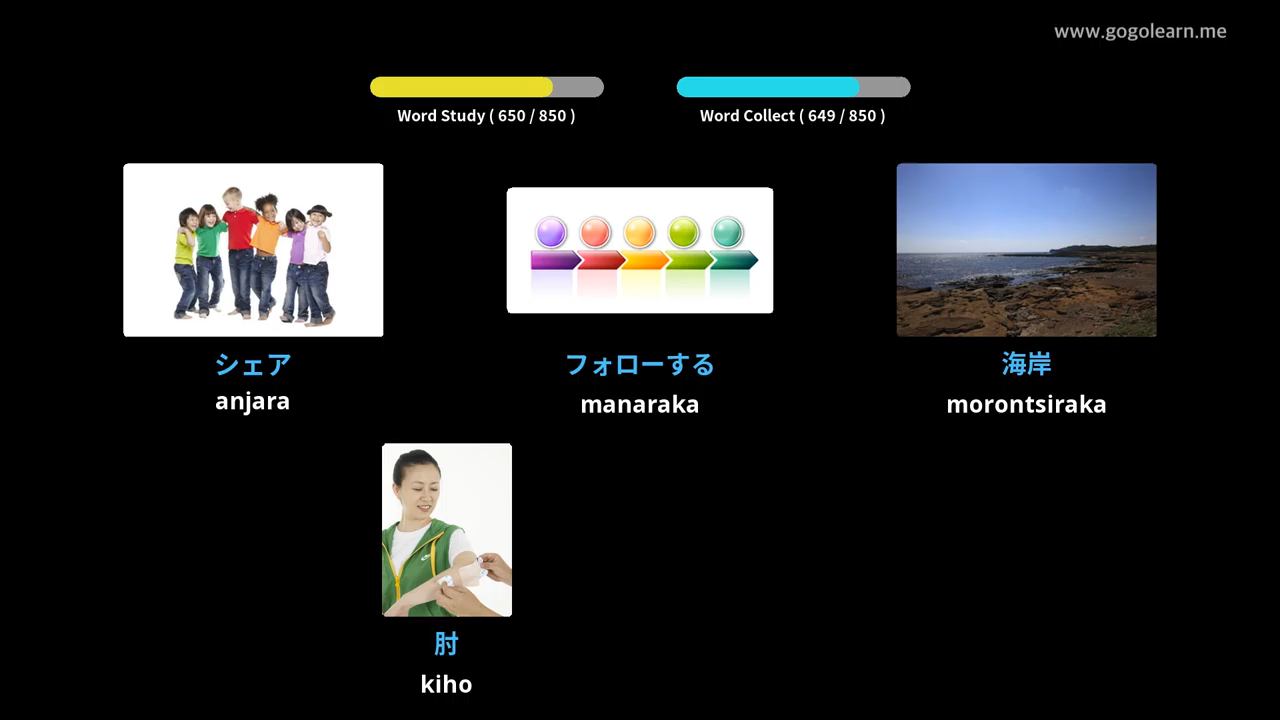 www.gogolearn.me
Word Study ( 650 / 850 )
Word Collect ( 649 / 850 )
シェア
anjara
フォローする
manaraka
海岸
morontsiraka
肘
kiho